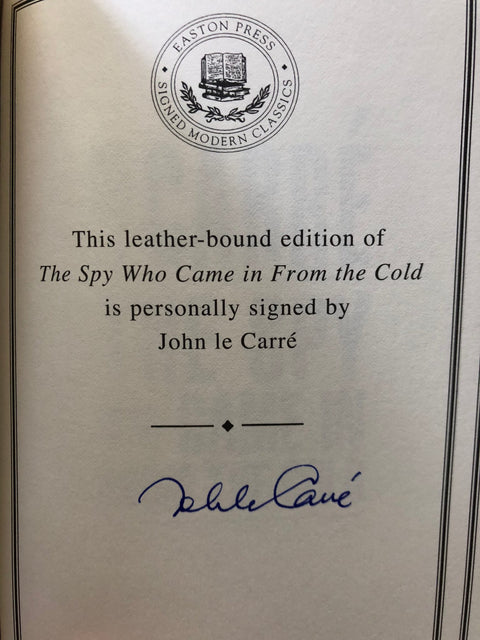 EASTON PRESS
SIGNED MODERN CLASSICS
This leather-bound edition of
The Spy Who Came in From the Cold
is personally signed by
John le Carré
John le Carré